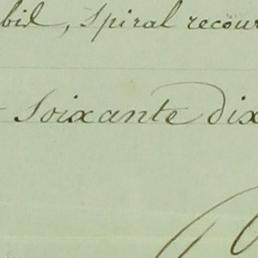 bil, Spiral recour
Soixante dix